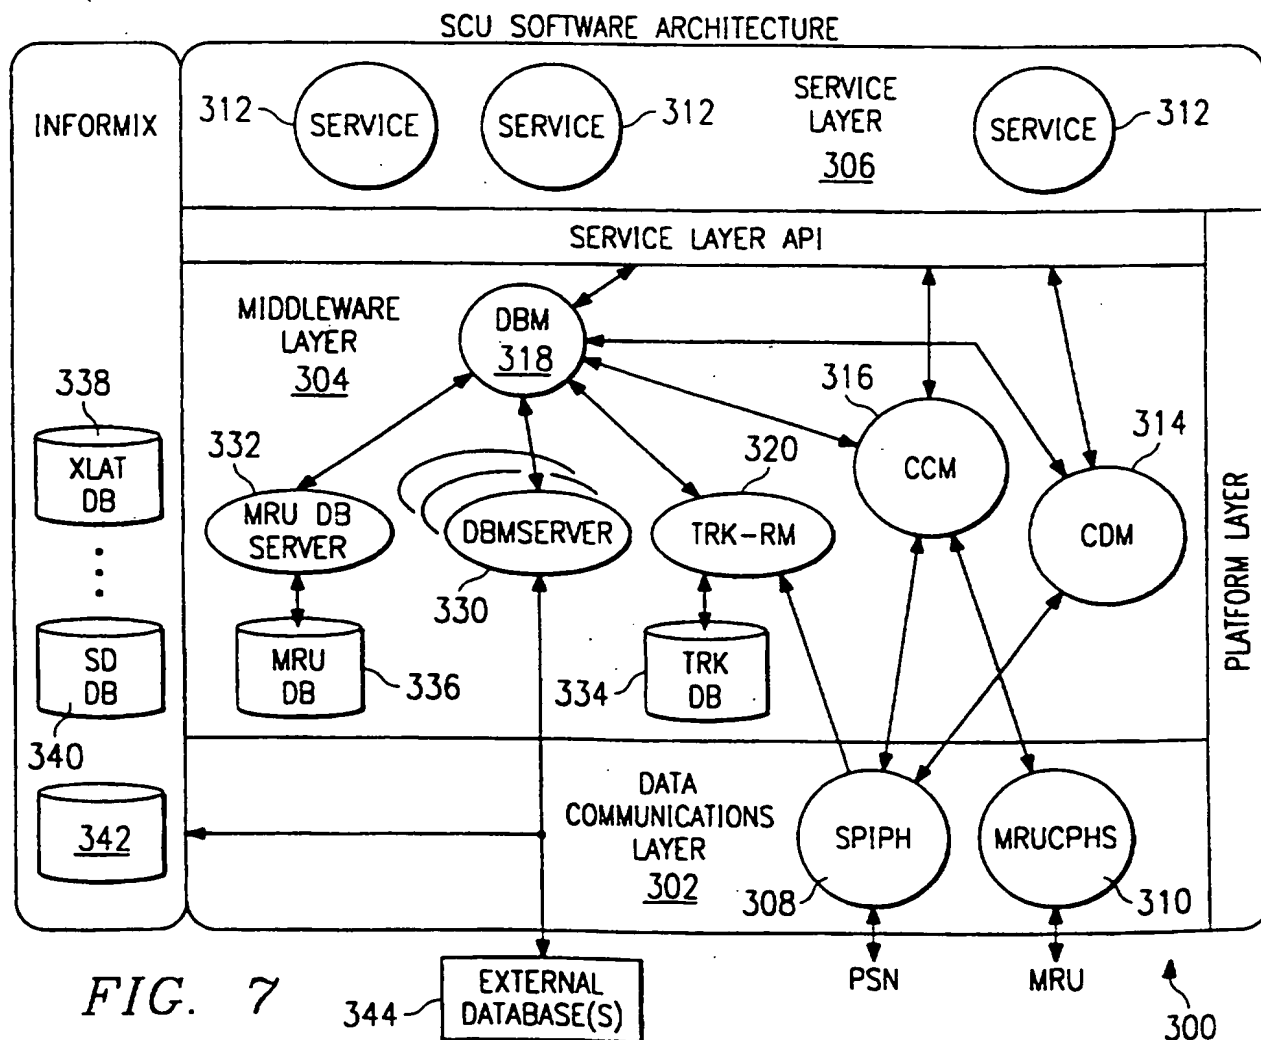 SCU SOFTWARE ARCHITECTURE
INFORMIX
312
SERVICE
SERVICE
312
SERVICE
LAYER
306
SERVICE
312
SERVICE LAYER API
MIDDLEWARE
LAYER
304
DBM
318
316
CCM
314
CDM
PLATFORM LAYER
338
XLAT
DB
332
MRU DB
SERVER
DBMSERVER
330
320
TRK-RM
SD
DB
340
MRU
DB
336
334
TRK
DB
342
DATA
COMMUNICATIONS
LAYER
302
SPIPH
308
MRUCPHS
310
FIG. 7
344
EXTERNAL
DATABASE(S)
PSN
MRU
300